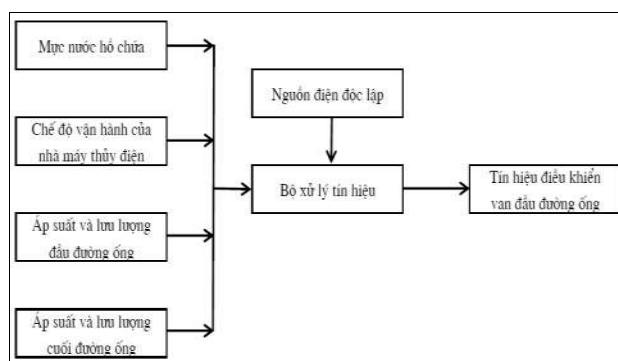 Mực nước hồ chứa
Nguồn điện độc lập
Chế độ vận hành của
nhà máy thủy điện
Bộ xử lý tín hiệu
Tín hiệu điều khiển
van đầu đường ống
Áp suất và lưu lượng
đầu đường ống
Áp suất và lưu lượng
cuối đường ống